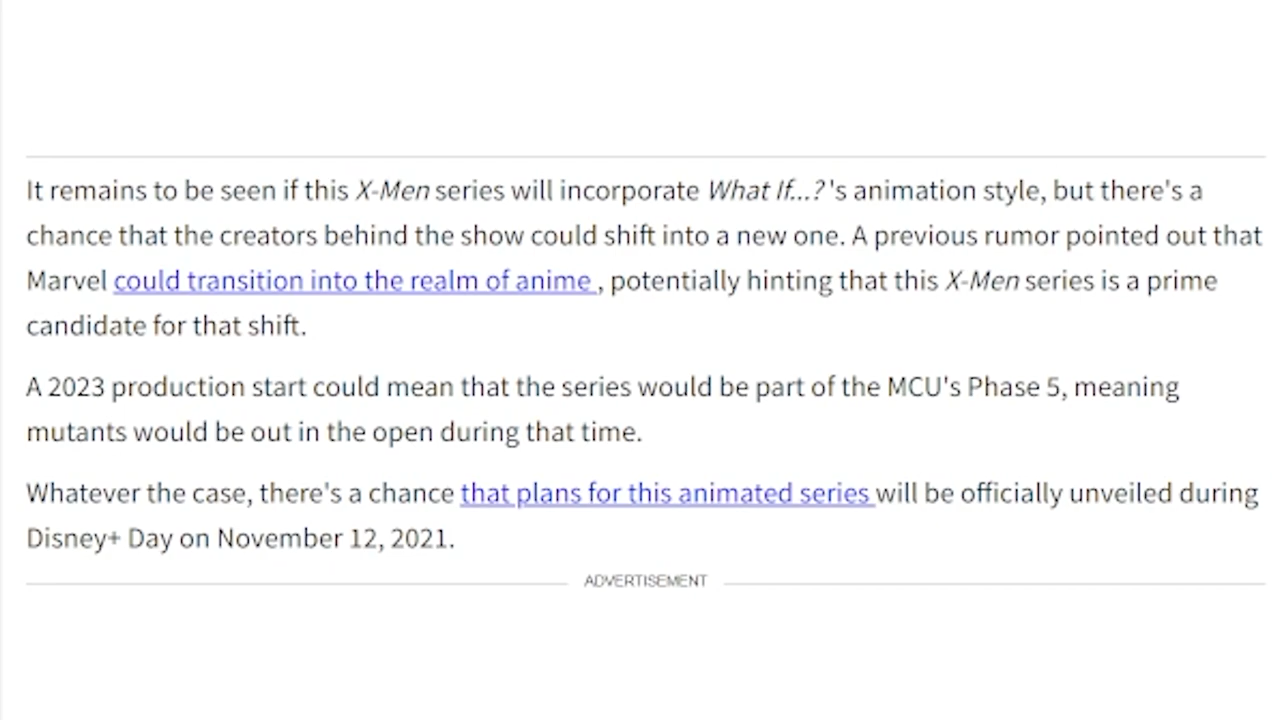 It remains to be seen if this X-Men series will incorporate What If...?'s animation style, but there's a
chance that the creators behind the show could shift into a new one. A previous rumor pointed out that
Marvel could transition into the realm of anime , potentially hinting that this X-Men series is a prime
candidate for that shift.
A 2023 production start could mean that the series would be part of the MCU's Phase 5, meaning
mutants would be out in the open during that time.
Whatever the case, there's a chance that plans for this animated series will be officially unveiled during
Disney+ Day on November 12, 2021.
ADVERTISEMENT